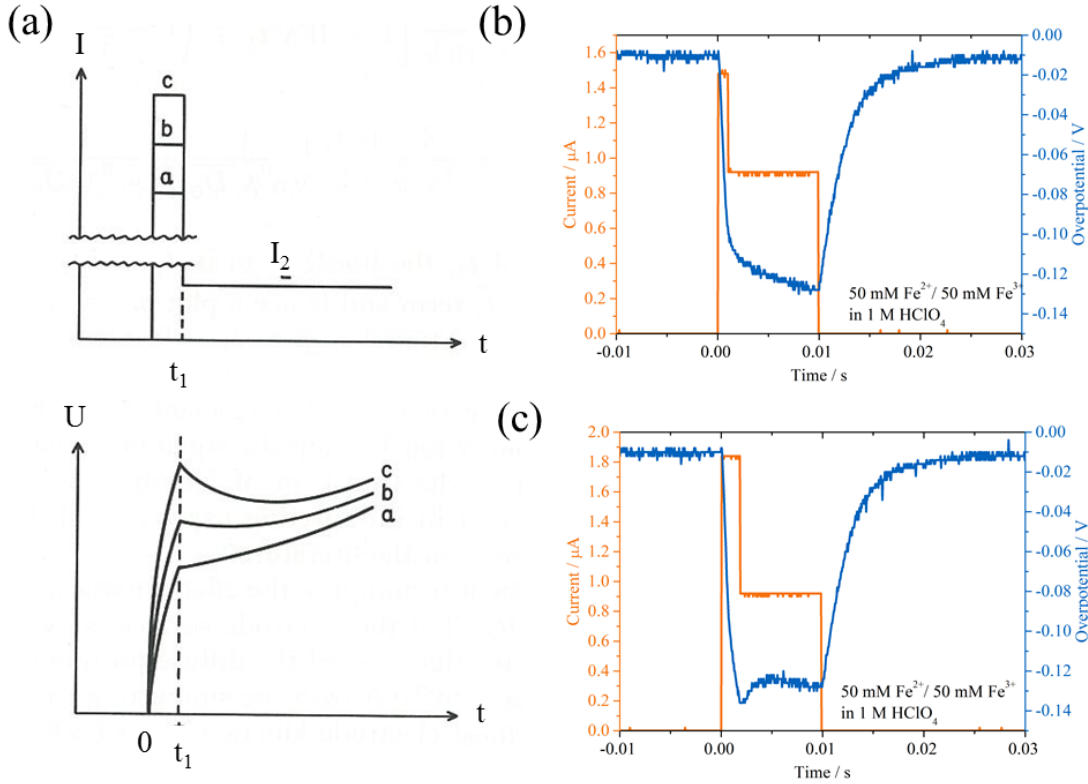 (a)
I
c
b
a
I2
t
t1
U
c
b
a
t
0
t1
(b)
1.6
1.4
1.2
1.0
0.8
0.6
0.4
0.2
0.0
Current / µA
0.00
-0.02
-0.04
-0.06
-0.08
-0.10
-0.12
-0.14
Overpotential / V
50 mM Fe2+/ 50 mM Fe3+
in 1 M HClO4
-0.01
0.00
0.01
0.02
0.03
Time / s
(c)
2.0
1.8
1.6
1.4
1.2
1.0
0.8
0.6
0.4
0.2
0.0
Current / µA
0.00
-0.02
-0.04
-0.06
-0.08
-0.10
-0.12
-0.14
Overpotential / V
50 mM Fe2+/ 50 mM Fe3+
in 1 M HClO4
-0.01
0.00
0.01
0.02
0.03
Time / s